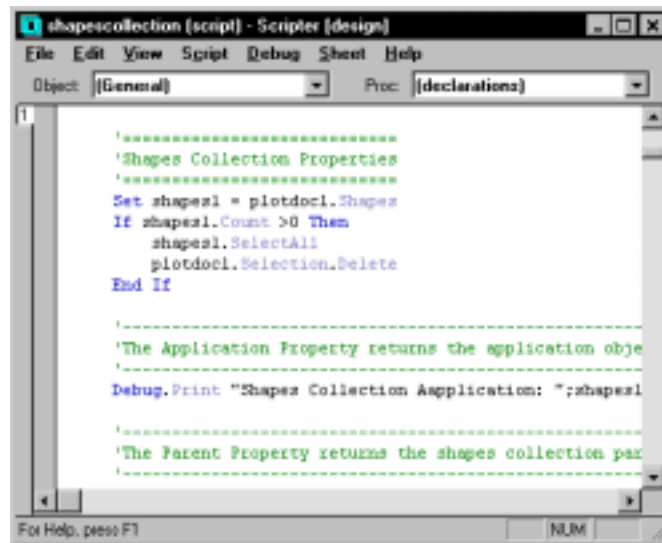 shapescollection (script) - Scripter [design]
File Edit View Script Debug Sheet Help
Object: (General) Proc: (declarations)
1
'============================
'Shapes Collection Properties
'============================
Set shapes1 = plotdoc1.Shapes
If shapes1.Count >0 Then
shapes1.SelectAll
plotdoc1.Selection.Delete
End If
'------------------------------------------------------
'The Application Property returns the application obje
'------------------------------------------------------
Debug.Print "Shapes Collection Aapplication: ";shapes1
'------------------------------------------------------
'The Parent Property returns the shapes collection par
'------------------------------------------------------
For Help, press F1 NUM